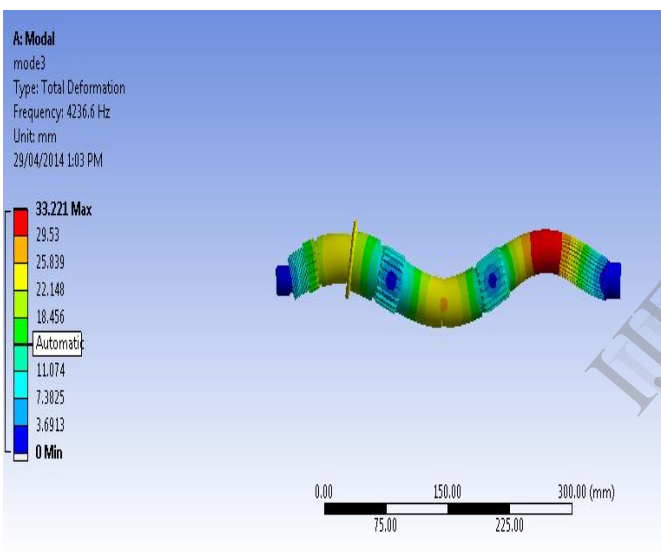 A: Modal
mode3
Type: Total Deformation
Frequency: 4236.6 Hz
Unit: mm
29/04/2014 1:03 PM
33.221 Max
29.53
25.839
22.148
18.456
Automatic
11.074
7.3825
3.6913
0 Min
0.00 150.00 300.00 (mm)
75.00 225.00